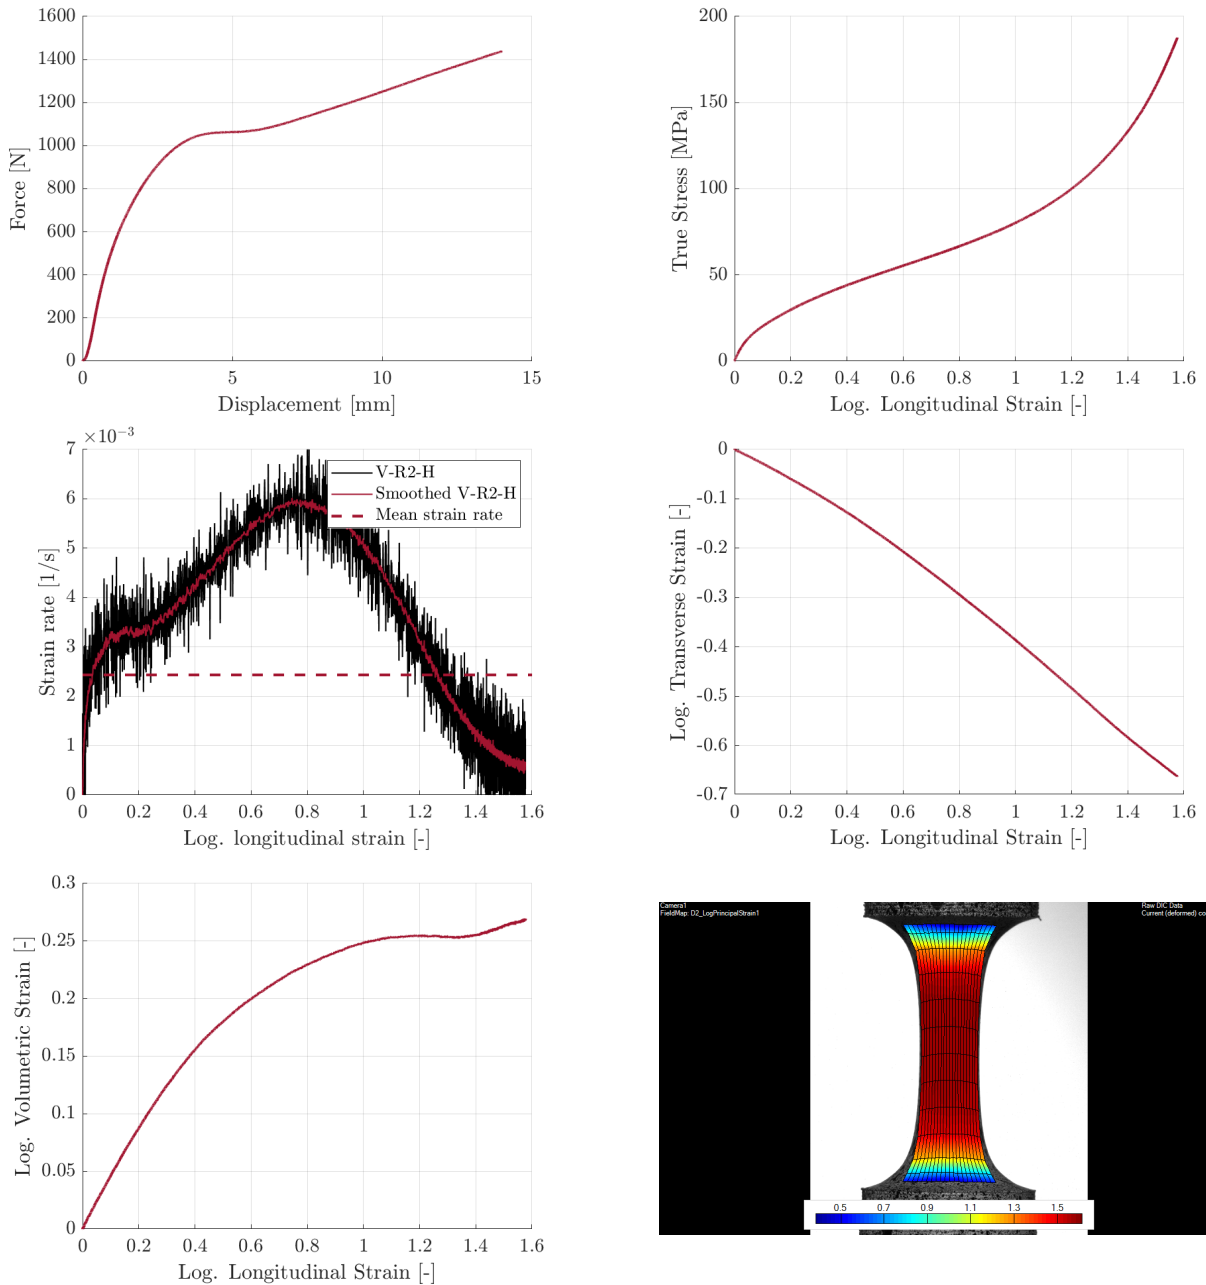 1600
1400
1200
1000
800
600
400
200
0
0 5 10 15
Force [N]
Displacement [mm]
200
150
100
50
0
0 0.2 0.4 0.6 0.8 1 1.2 1.4 1.6
True Stress [MPa]
Log. Longitudinal Strain [-]
×10⁻³
7
6
5
4
3
2
1
0
0 0.2 0.4 0.6 0.8 1 1.2 1.4 1.6
V-R2-H
Smoothed V-R2-H
Mean strain rate
Strain rate [1/s]
Log. longitudinal strain [-]
0
-0.1
-0.2
-0.3
-0.4
-0.5
-0.6
-0.7
0 0.2 0.4 0.6 0.8 1 1.2 1.4 1.6
Log. Transverse Strain [-]
Log. Longitudinal Strain [-]
0.3
0.25
0.2
0.15
0.1
0.05
0
0 0.2 0.4 0.6 0.8 1 1.2 1.4 1.6
Log. Volumetric Strain [-]
Log. Longitudinal Strain [-]
Camera1
FieldMap: D2_LogPrincipalStrain1
Raw DIC Data
Current (deformed) co
0.5 0.7 0.9 1.1 1.3 1.5